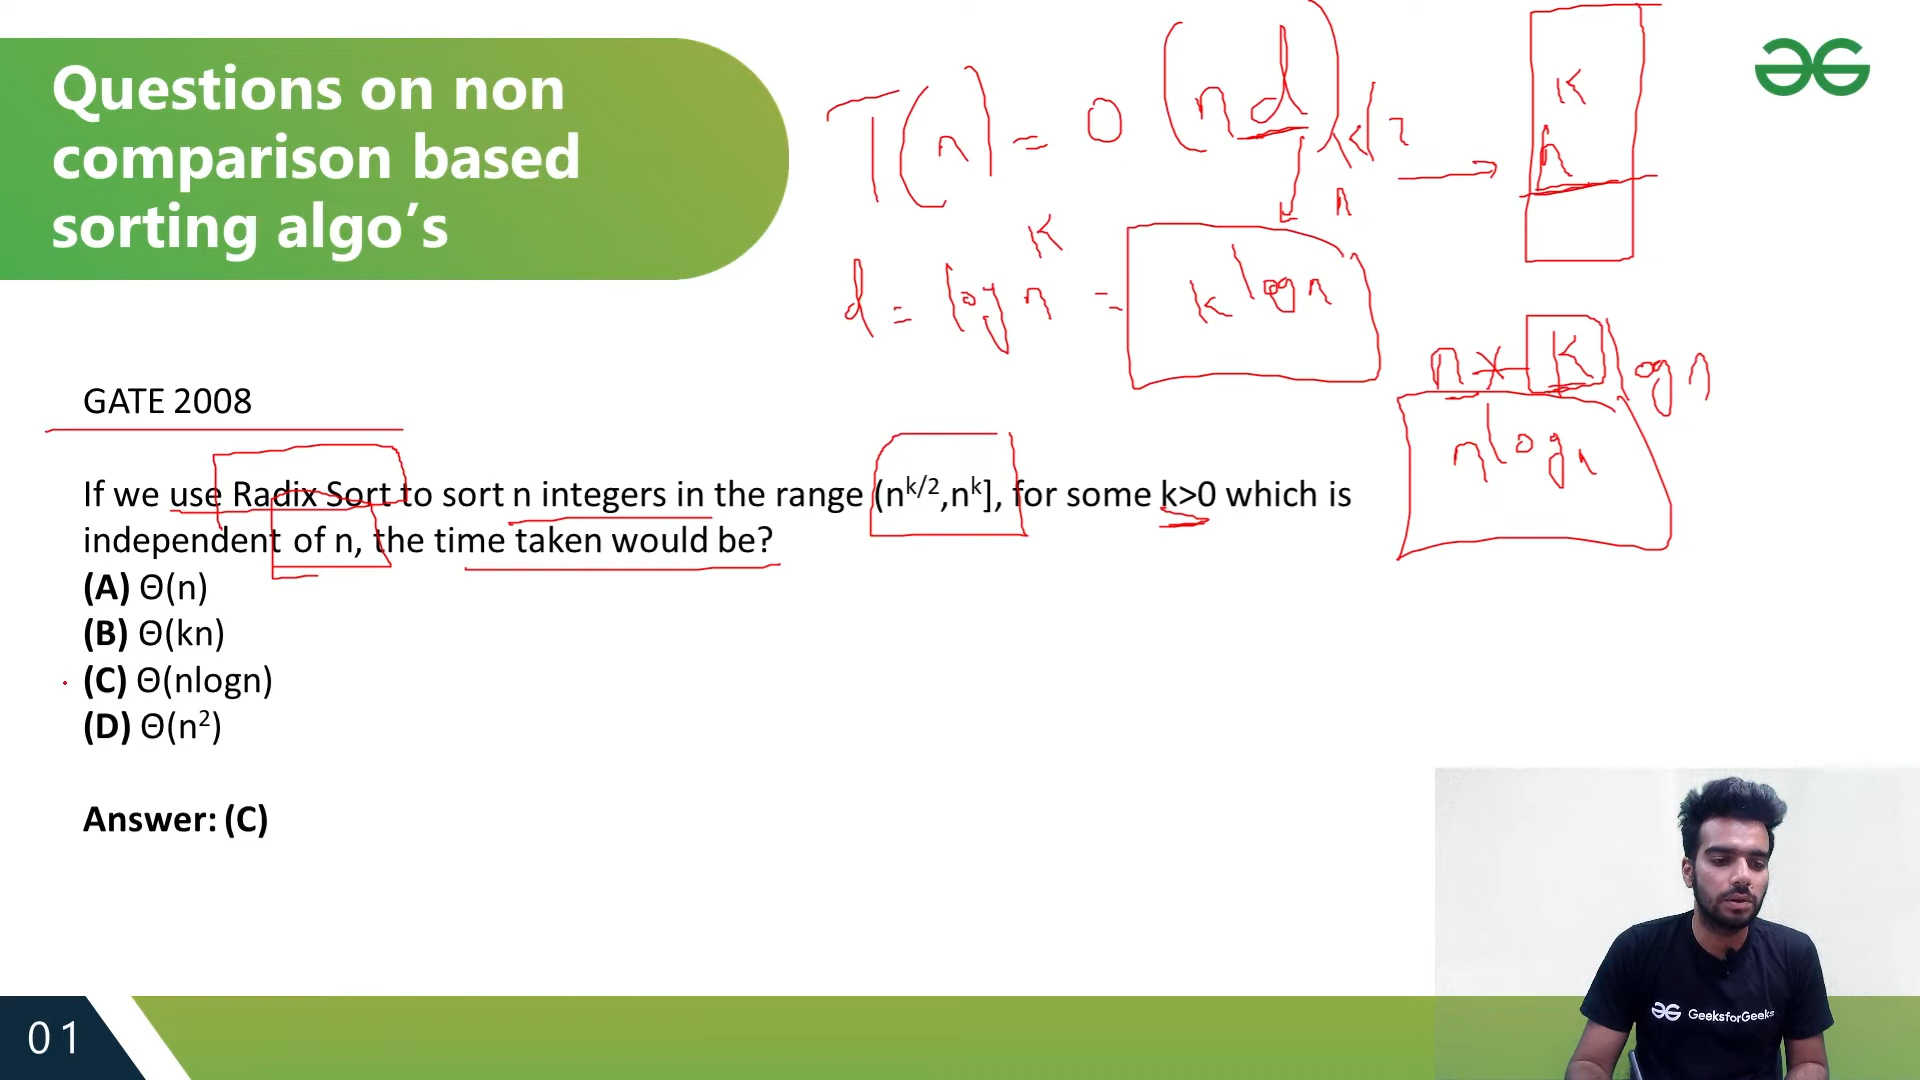 Questions on non
comparison based
sorting algo’s
T(n) = O(nd)
n^k/2
n^k
d = log n^k = k log n
n × k log n
n log n
GATE 2008
If we use Radix Sort to sort n integers in the range (n^k/2,n^k], for some k>0 which is
independent of n, the time taken would be?
(A) Θ(n)
(B) Θ(kn)
(C) Θ(nlogn)
(D) Θ(n²)
Answer: (C)
GeeksforGeeks
01